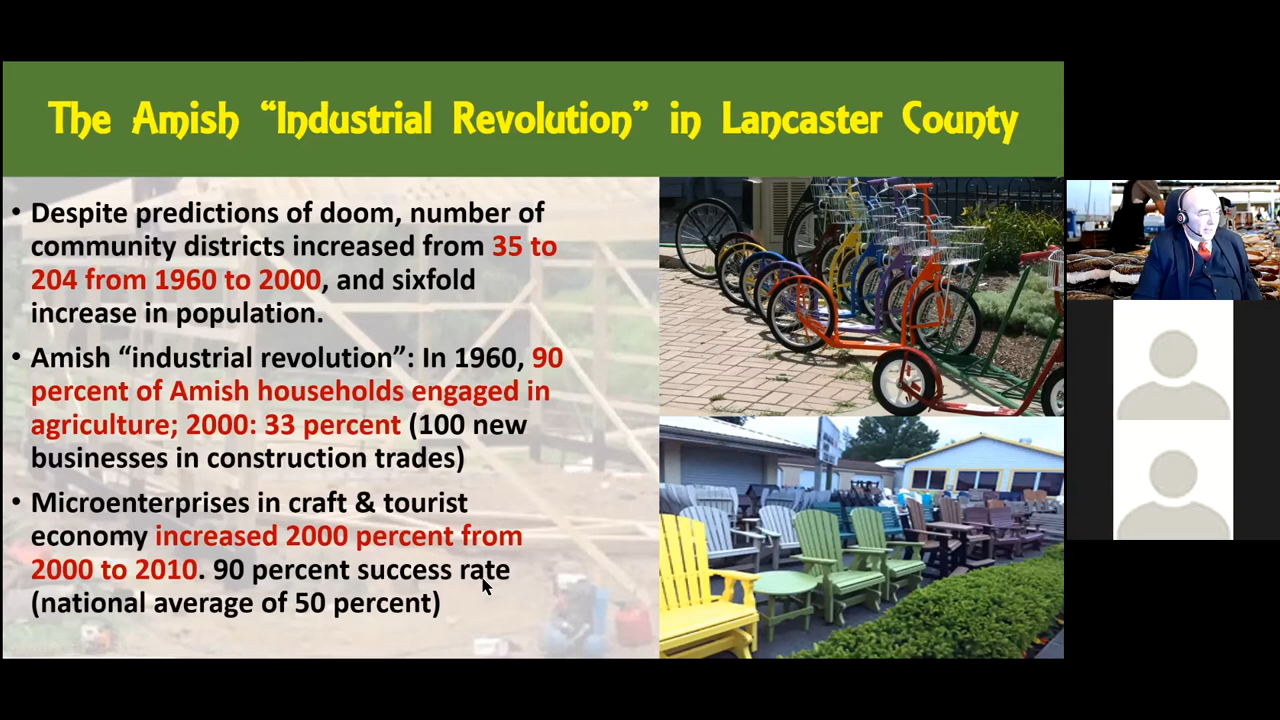 The Amish “Industrial Revolution” in Lancaster County
• Despite predictions of doom, number of
community districts increased from 35 to
204 from 1960 to 2000, and sixfold
increase in population.
• Amish “industrial revolution”: In 1960, 90
percent of Amish households engaged in
agriculture; 2000: 33 percent (100 new
businesses in construction trades)
• Microenterprises in craft & tourist
economy increased 2000 percent from
2000 to 2010. 90 percent success rate
(national average of 50 percent)